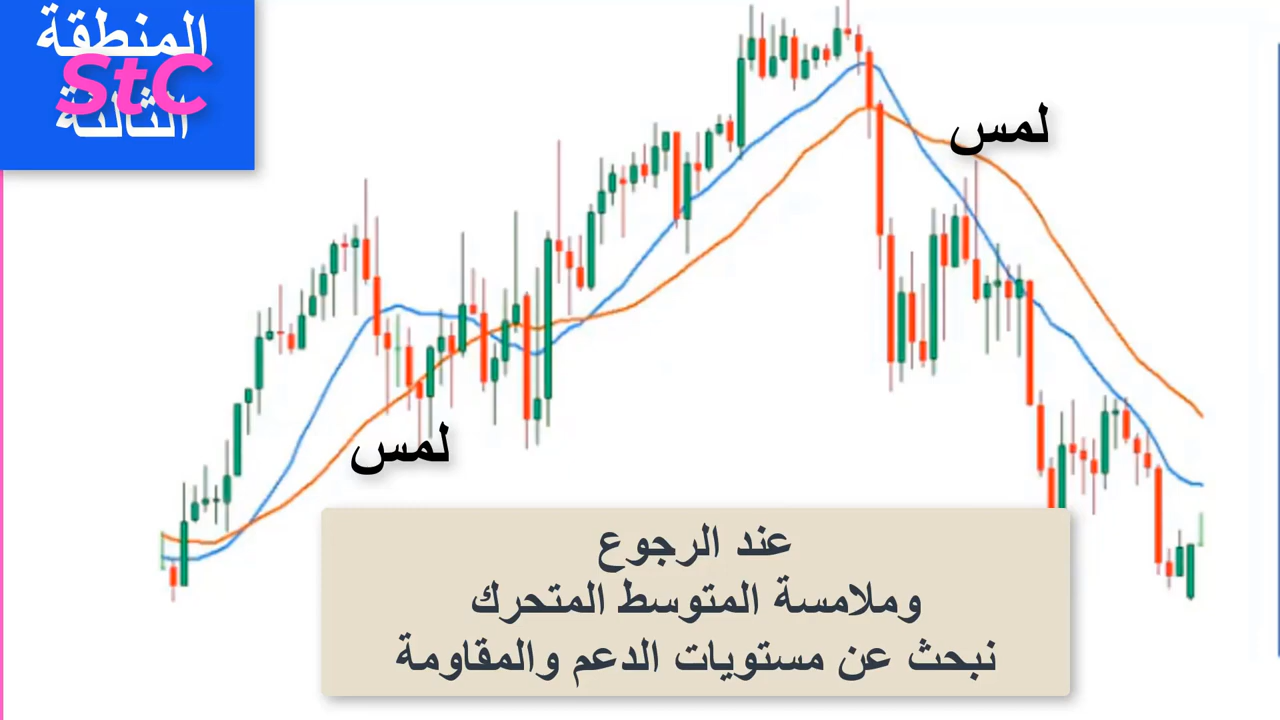 المنطقة
StC
الثالثة
لمس
لمس
عند الرجوع
وملامسة المتوسط المتحرك
نبحث عن مستويات الدعم والمقاومة